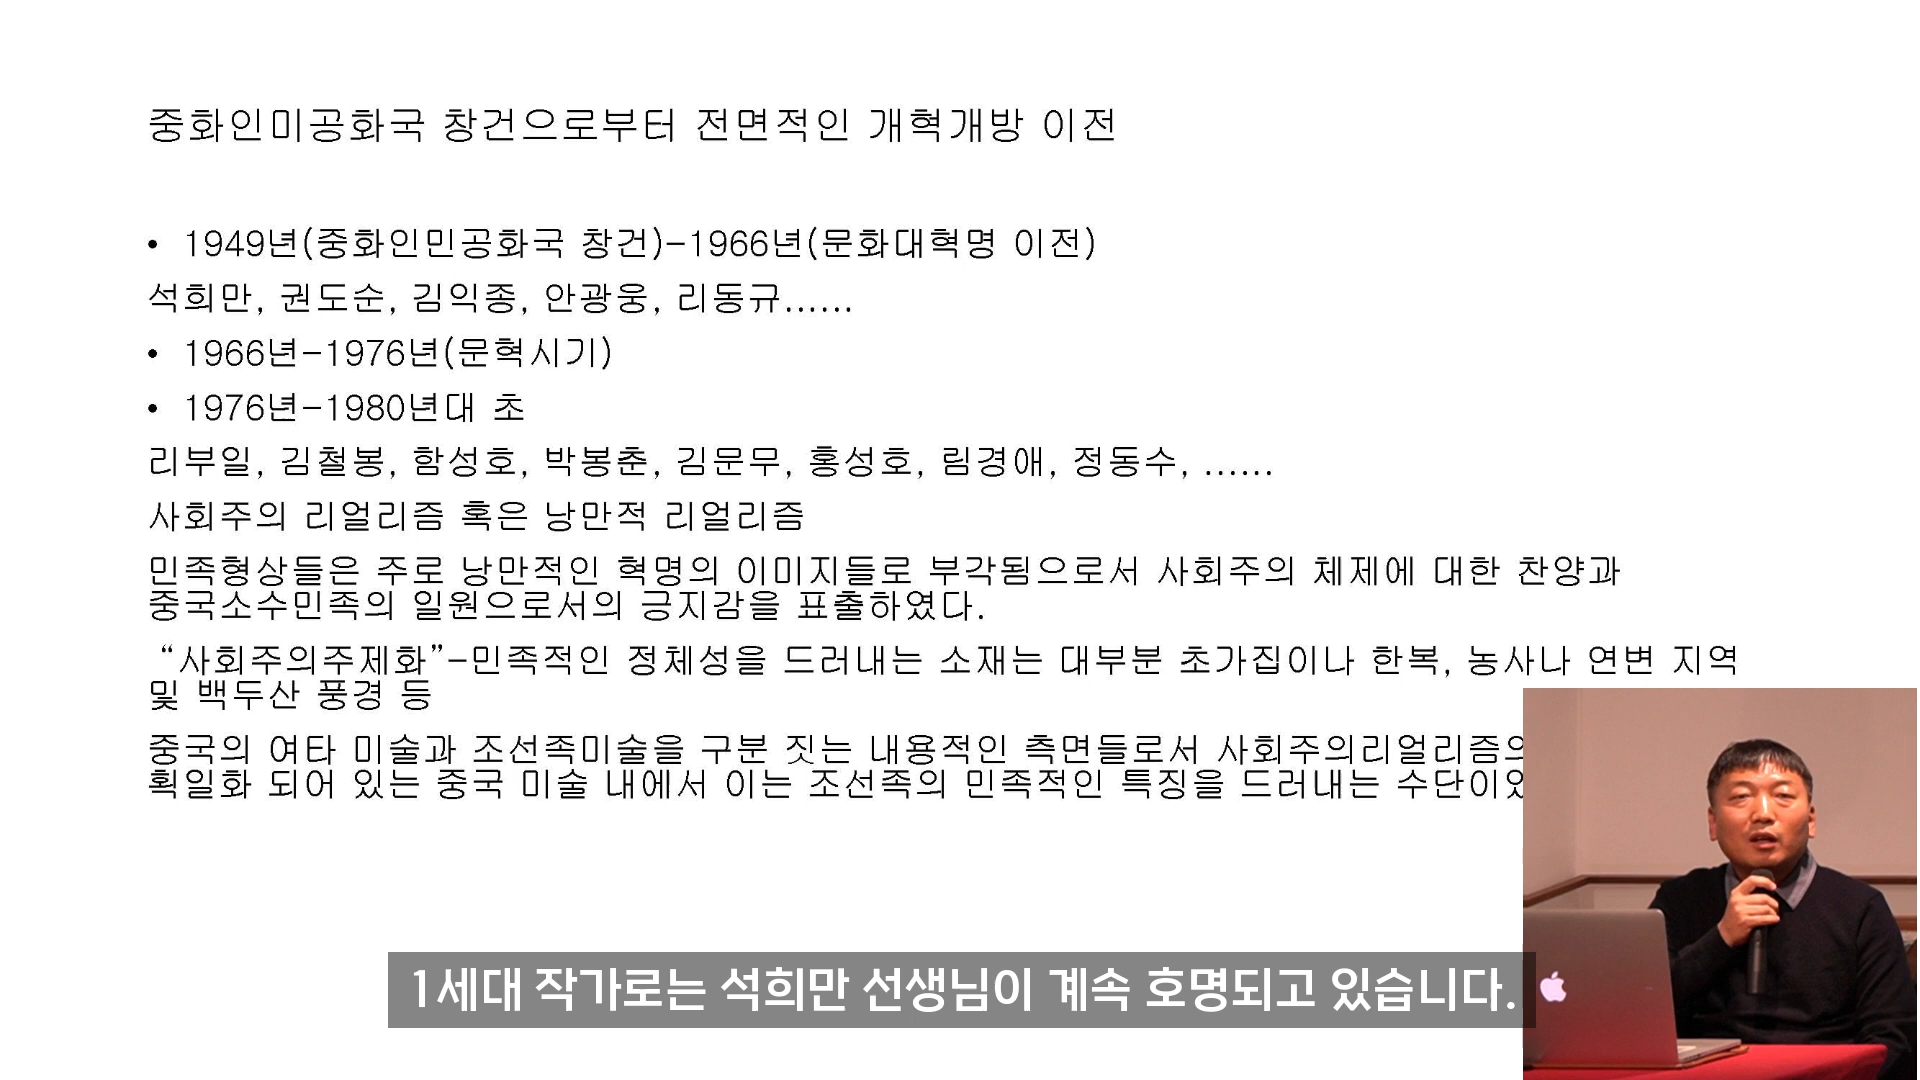 중화인미공화국 창건으로부터 전면적인 개혁개방 이전
• 1949년(중화인민공화국 창건)-1966년(문화대혁명 이전)
석희만, 권도순, 김익종, 안광웅, 리동규......
• 1966년-1976년(문혁시기)
• 1976년-1980년대 초
리부일, 김철봉, 함성호, 박봉춘, 김문무, 홍성호, 림경애, 정동수, ......
사회주의 리얼리즘 혹은 낭만적 리얼리즘
민족형상들은 주로 낭만적인 혁명의 이미지들로 부각됨으로서 사회주의 체제에 대한 찬양과
중국소수민족의 일원으로서의 긍지감을 표출하였다.
“사회주의주제화”-민족적인 정체성을 드러내는 소재는 대부분 초가집이나 한복, 농사나 연변 지역
및 백두산 풍경 등
중국의 여타 미술과 조선족미술을 구분 짓는 내용적인 측면들로서
획일화 되어 있는 중국 미술 내에서 이는 조선족의 민족적인 특징을 드러내는
1세대 작가로는 석희만 선생님이 계속 호명되고 있습니다.